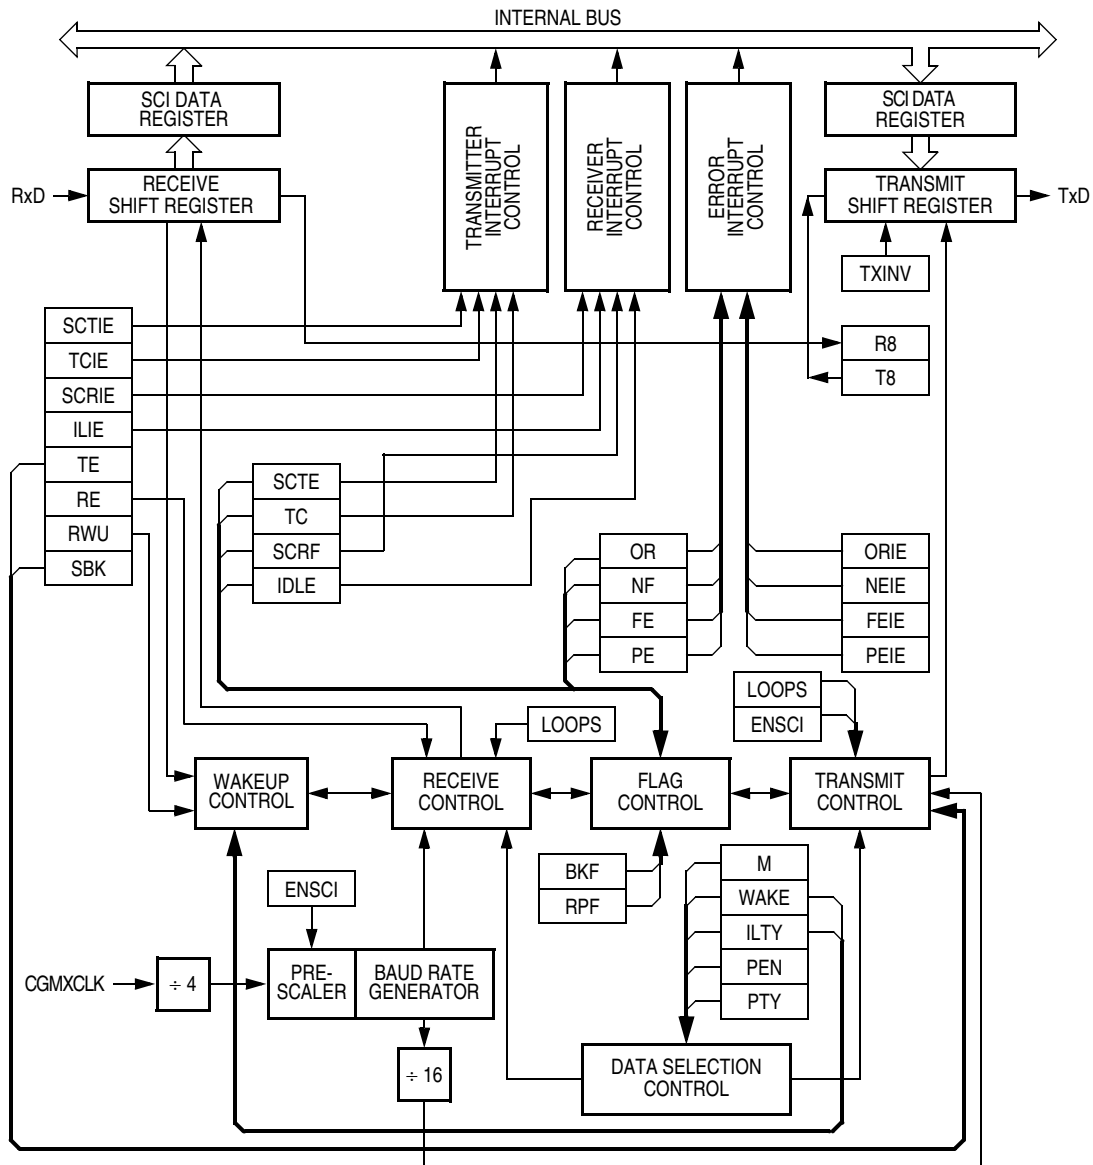 INTERNAL BUS
SCI DATA
REGISTER
SCI DATA
REGISTER
TRANSMITTER
INTERRUPT
CONTROL
RECEIVER
INTERRUPT
CONTROL
ERROR
INTERRUPT
CONTROL
RxD
RECEIVE
SHIFT REGISTER
TRANSMIT
SHIFT REGISTER
TxD
TXINV
SCTIE
TCIE
SCRIE
ILIE
TE
RE
RWU
SBK
R8
T8
SCTE
TC
SCRF
IDLE
OR
NF
FE
PE
ORIE
NEIE
FEIE
PEIE
LOOPS
ENSCI
LOOPS
WAKEUP
CONTROL
RECEIVE
CONTROL
FLAG
CONTROL
TRANSMIT
CONTROL
BKF
RPF
M
WAKE
ILTY
PEN
PTY
ENSCI
CGMXCLK
÷ 4
PRE-
SCALER
BAUD RATE
GENERATOR
÷ 16
DATA SELECTION
CONTROL